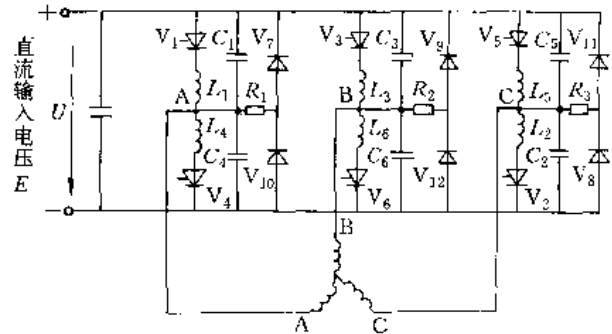 +
直流输入电压 E
U
−
V₁ C₁ V₇
A L₁ R₁
L₄
C₄
V₁₀
V₄
V₃ C₃ V₉
B L₃ R₂
L₆
C₆
V₁₂
V₆
V₅ C₅ V₁₁
C L₅ R₃
L₂
C₂
V₈
V₂
B
A C